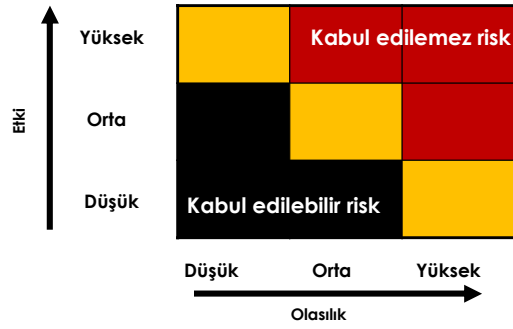 Yüksek
Kabul edilemez risk
Etki
Orta
Düşük
Kabul edilebilir risk
Düşük
Orta
Yüksek
Olasılık